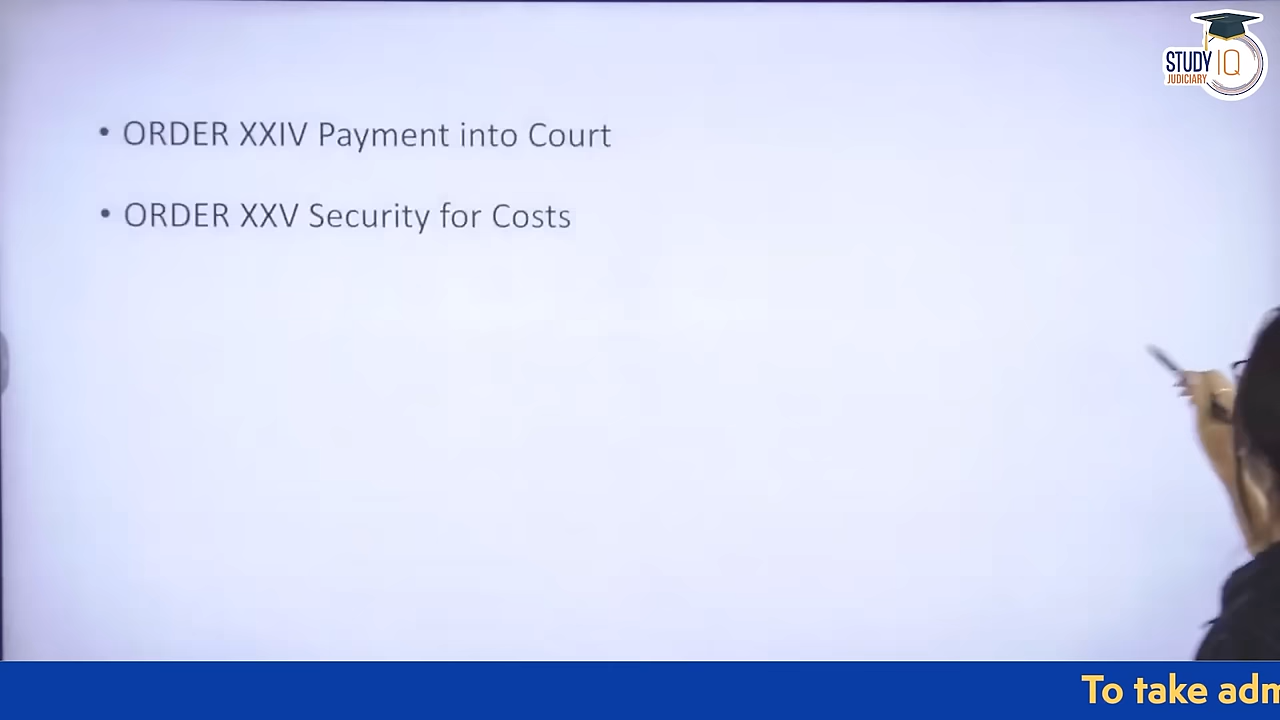 STUDY IQ
JUDICIARY
• ORDER XXIV Payment into Court
• ORDER XXV Security for Costs
To take adm